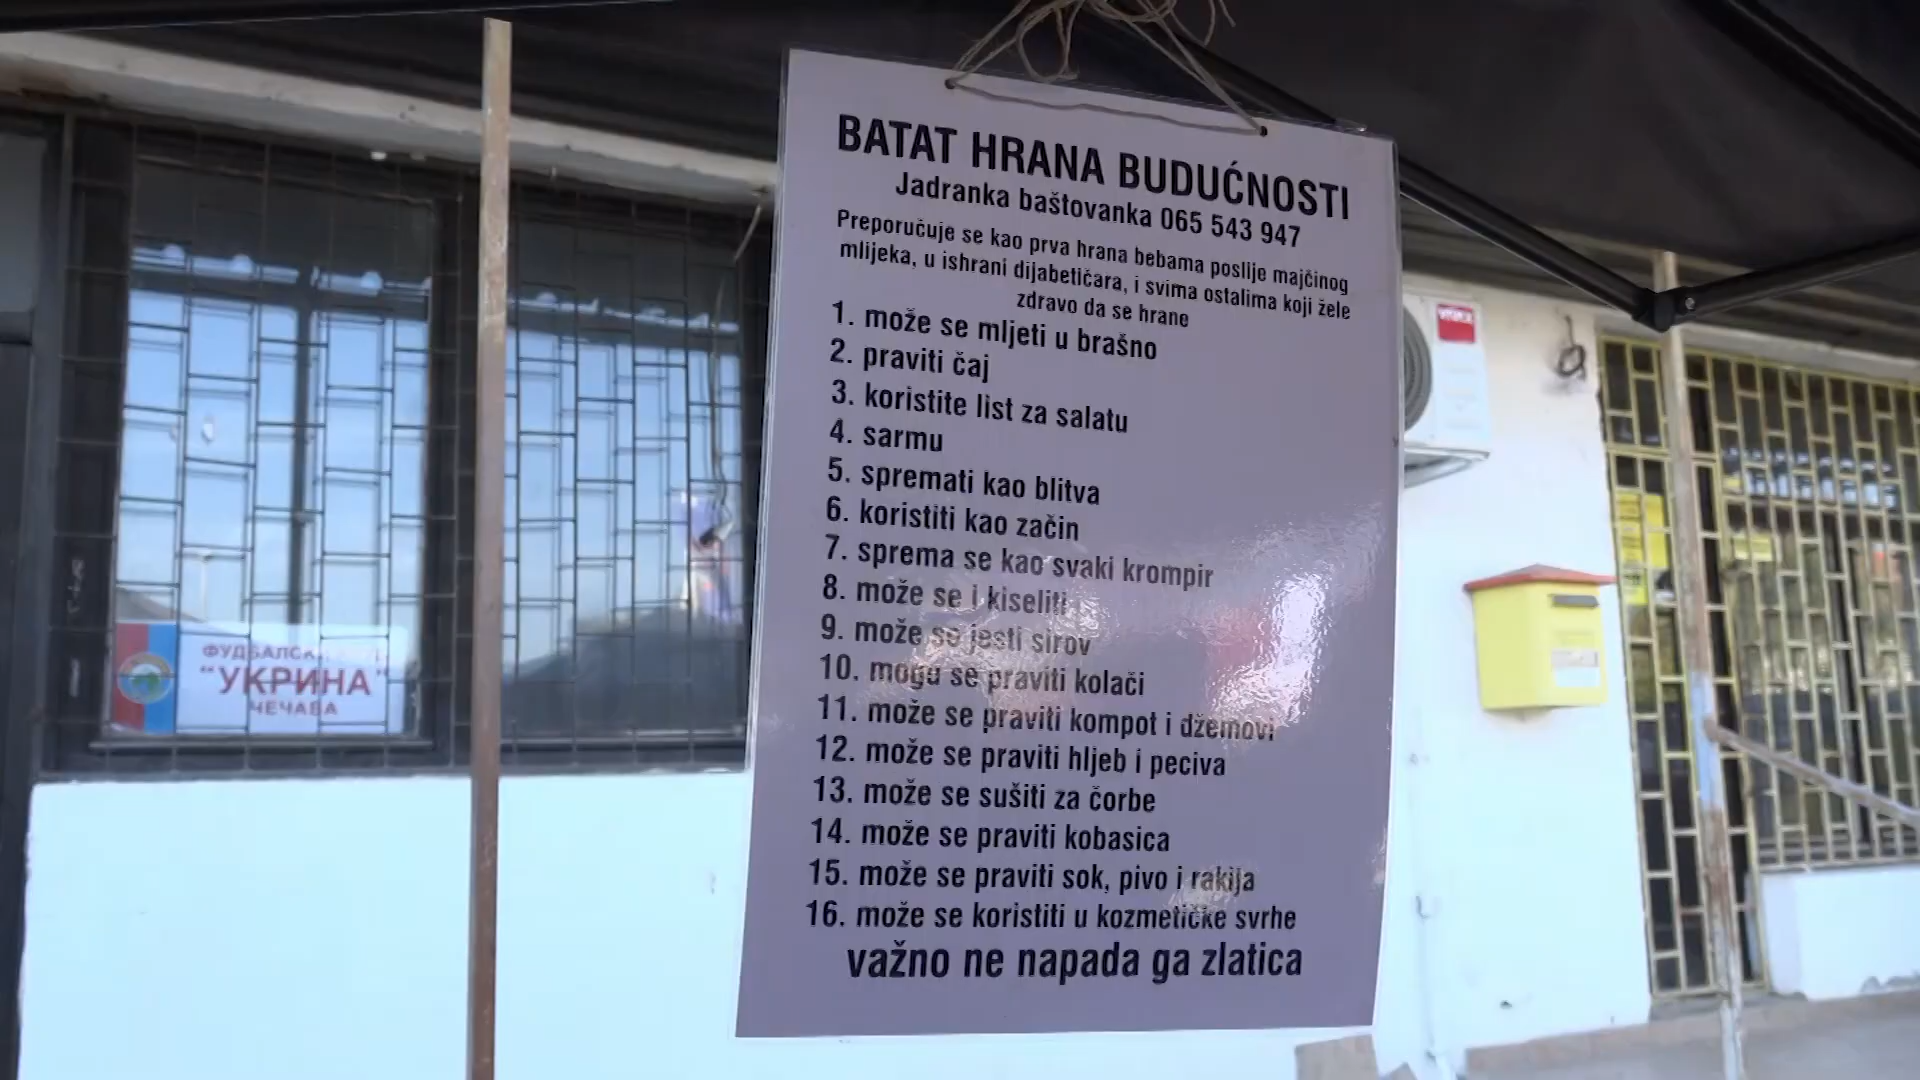 BATAT HRANA BUDUĆNOSTI
Jadranka baštovanka 065 543 947
Preporučuje se kao prva hrana bebama poslije majčinog
mlijeka, u ishrani dijabetičara, i svima ostalima koji žele
zdravo da se hrane
1. može se mljeti u brašno
2. praviti čaj
3. koristite list za salatu
4. sarmu
5. spremati kao blitva
6. koristiti kao začin
7. sprema se kao svaki krompir
8. može se i kiseliti
9. može se jesti sirov
10. mogu se praviti kolači
11. može se praviti kompot i džemovi
12. može se praviti hljeb i peciva
13. može se sušiti za čorbe
14. može se praviti kobasica
15. može se praviti sok, pivo i rakija
16. može se koristiti u kozmetičke svrhe
važno ne napada ga zlatica
"УКРИНА"
ЧЕЧАВА